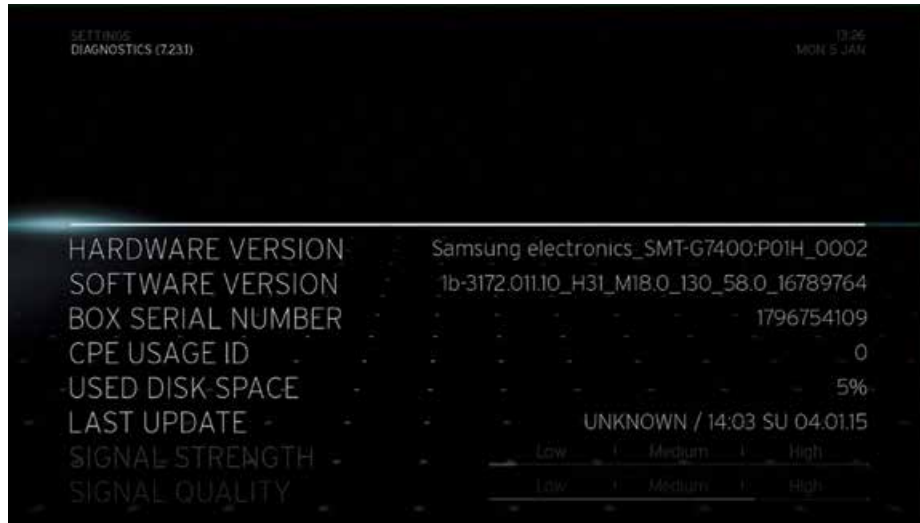 SETTINGS
DIAGNOSTICS (7.23.1)
13:26
MON 5 JAN
HARDWARE VERSION Samsung electronics_SMT-G7400:P01H_0002
SOFTWARE VERSION 1b-3172.011.10_H31_M18.0_130_58.0_16789764
BOX SERIAL NUMBER 1796754109
CPE USAGE ID 0
USED DISK SPACE 5%
LAST UPDATE UNKNOWN / 14:03 SU 04.01.15
SIGNAL STRENGTH Low Medium High
SIGNAL QUALITY Low Medium High